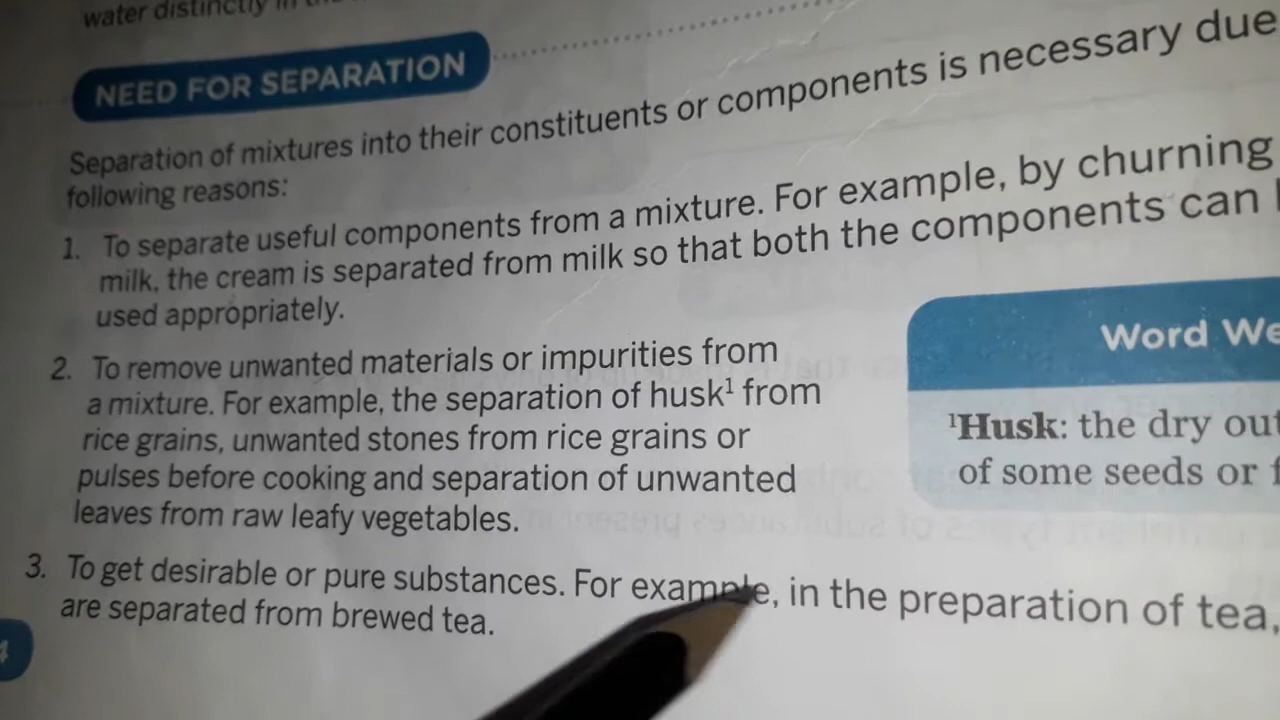 water distinctly in the
NEED FOR SEPARATION
Separation of mixtures into their constituents or components is necessary due
following reasons:
1. To separate useful components from a mixture. For example, by churning
milk, the cream is separated from milk so that both the components can
used appropriately.
2. To remove unwanted materials or impurities from
a mixture. For example, the separation of husk¹ from
rice grains, unwanted stones from rice grains or
pulses before cooking and separation of unwanted
leaves from raw leafy vegetables.
Word We
¹Husk: the dry out
of some seeds or f
3. To get desirable or pure substances. For example, in the preparation of tea,
are separated from brewed tea.
4